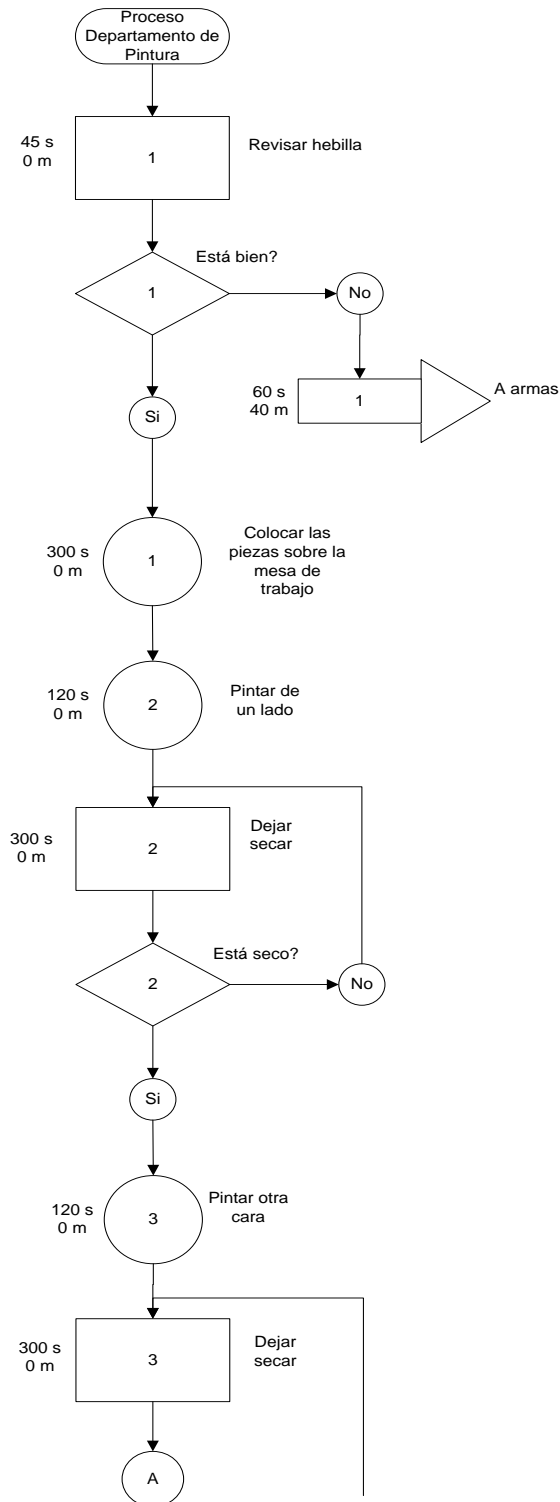 Proceso
Departamento de
Pintura
45 s
0 m
1
Revisar hebilla
Está bien?
1
No
60 s
40 m
1
A armas
Si
300 s
0 m
1
Colocar las
piezas sobre la
mesa de
trabajo
120 s
0 m
2
Pintar de
un lado
300 s
0 m
2
Dejar
secar
Está seco?
2
No
Si
120 s
0 m
3
Pintar otra
cara
300 s
0 m
3
Dejar
secar
A